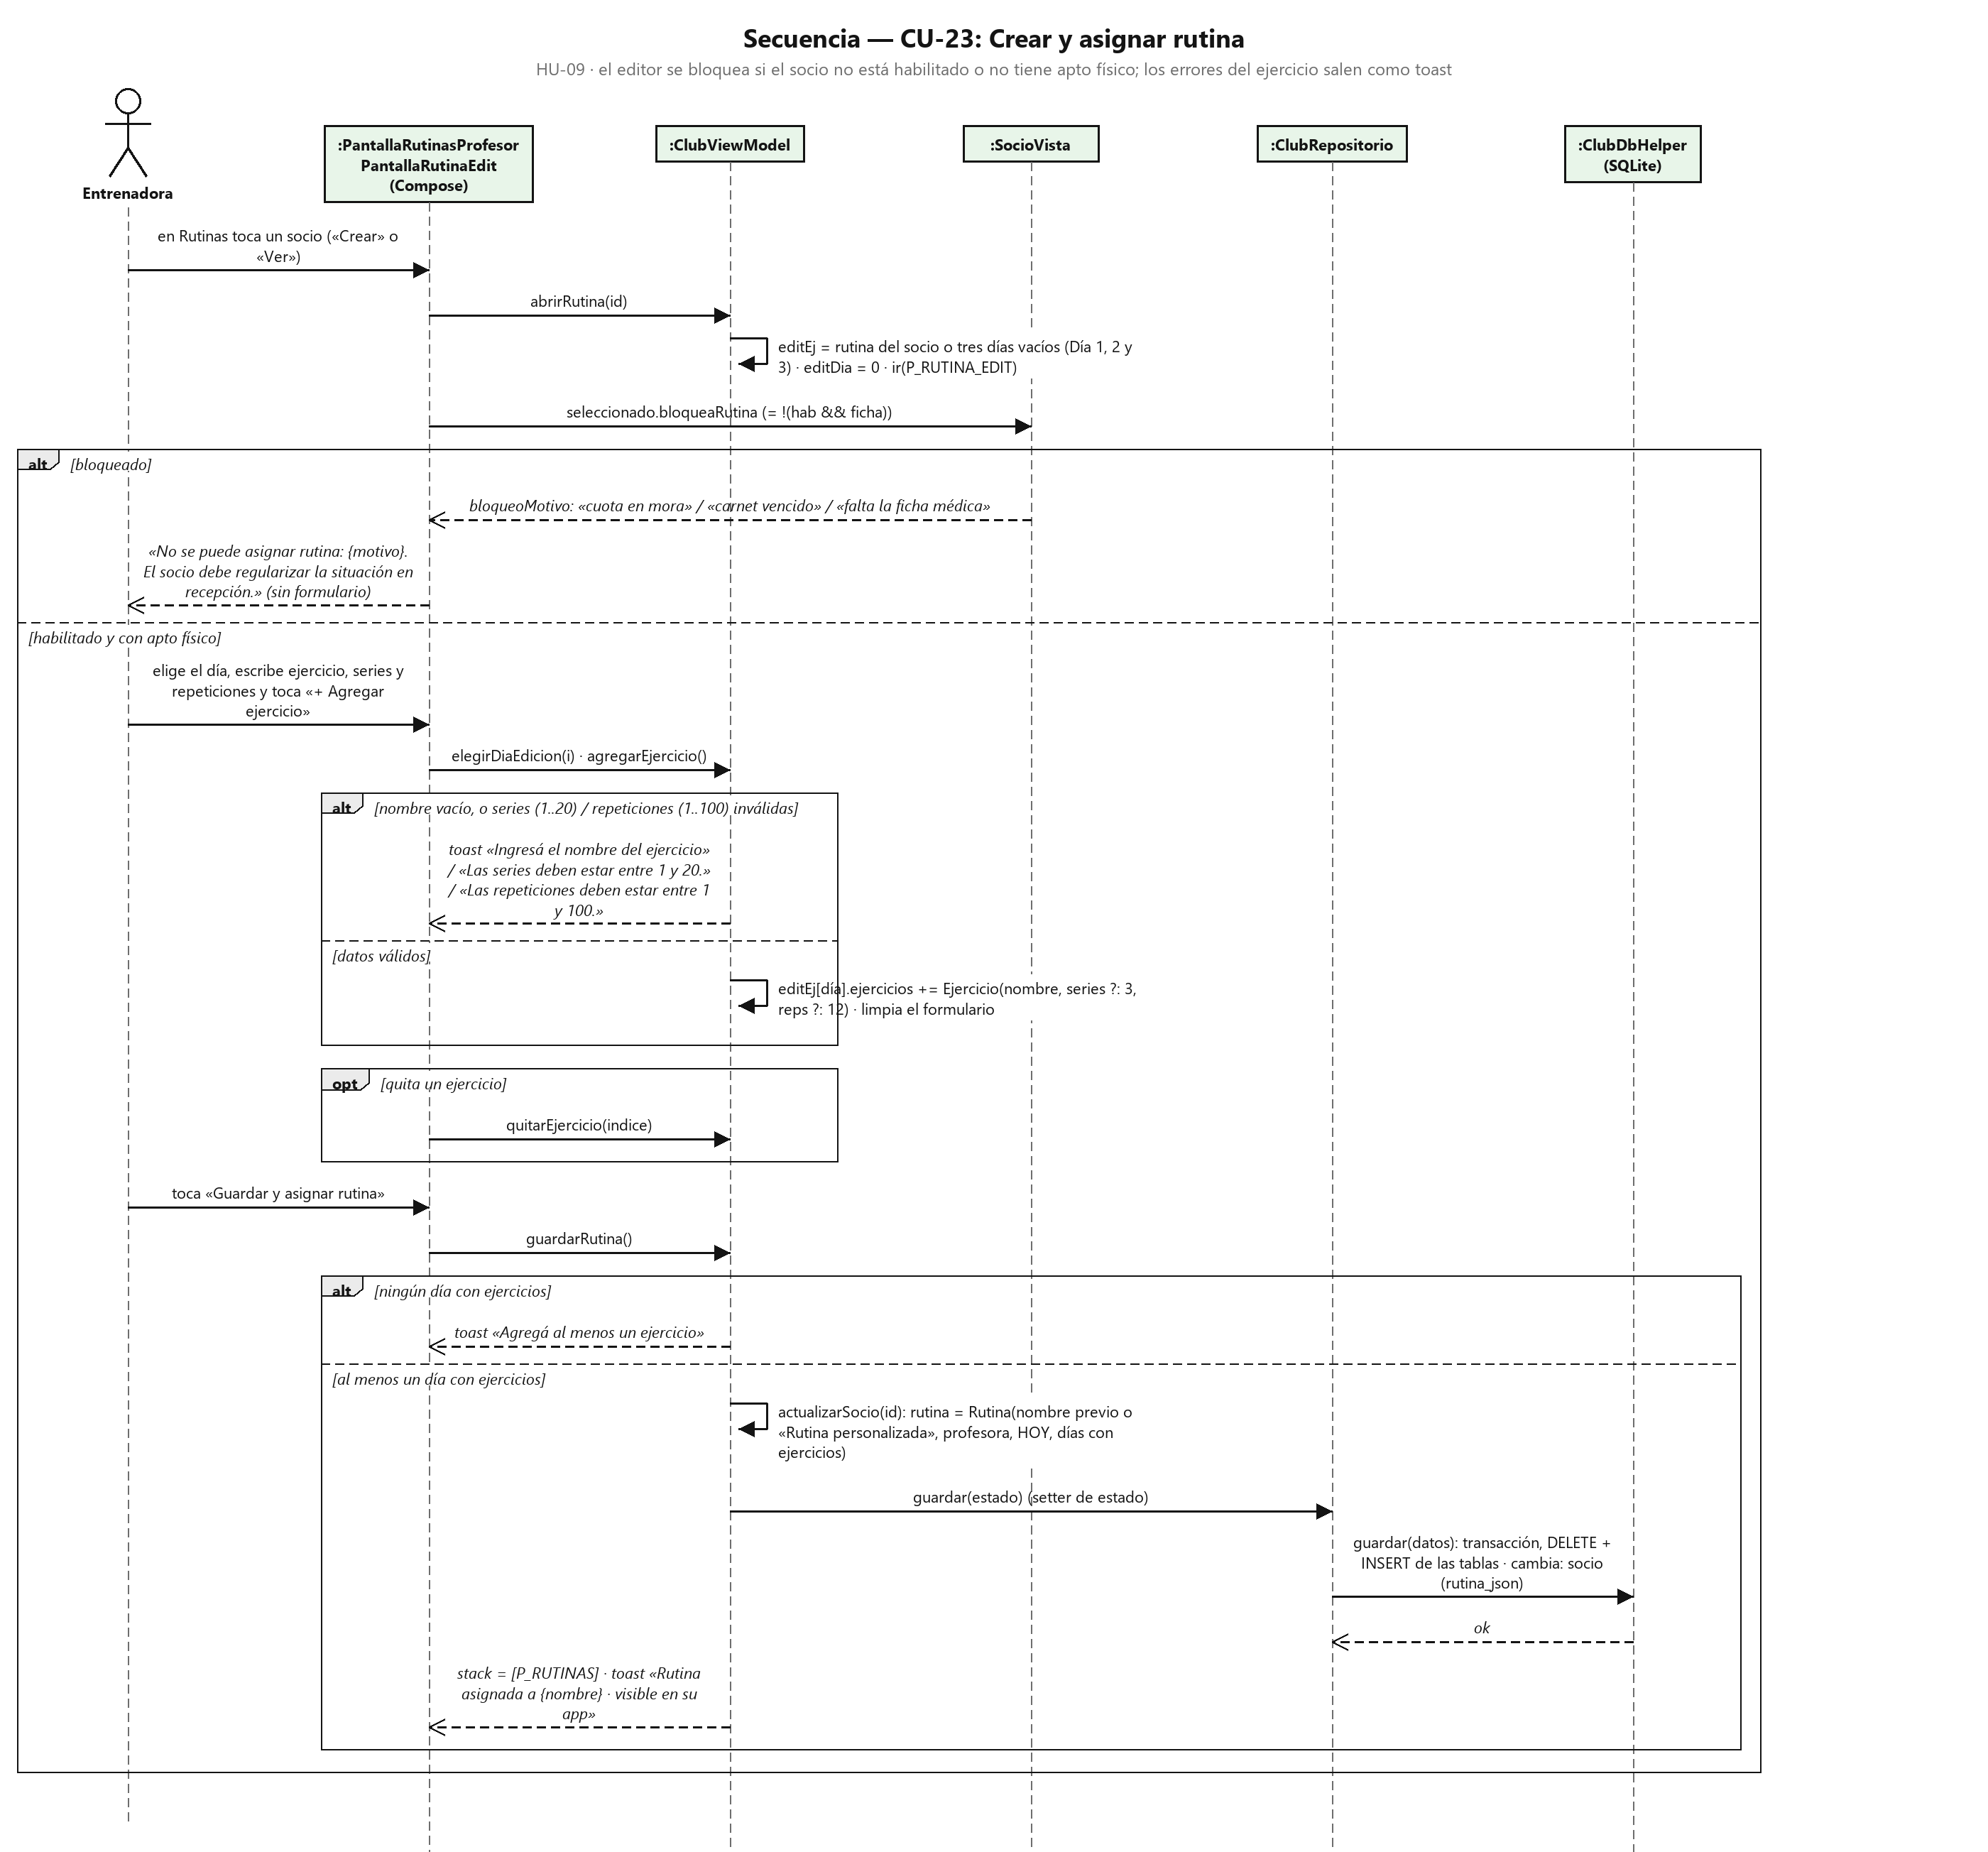 Secuencia — CU-23: Crear y asignar rutina
HU-09 · el editor se bloquea si el socio no está habilitado o no tiene apto físico; los errores del ejercicio salen como toast
Entrenadora
:PantallaRutinasProfesor
PantallaRutinaEdit
(Compose)
:ClubViewModel
:SocioVista
:ClubRepositorio
:ClubDbHelper
(SQLite)
en Rutinas toca un socio («Crear» o
«Ver»)
abrirRutina(id)
editEj = rutina del socio o tres días vacíos (Día 1, 2 y
3) · editDia = 0 · ir(P_RUTINA_EDIT)
seleccionado.bloqueaRutina (= !(hab && ficha))
alt [bloqueado]
bloqueoMotivo: «cuota en mora» / «carnet vencido» / «falta la ficha médica»
«No se puede asignar rutina: {motivo}.
El socio debe regularizar la situación en
recepción.» (sin formulario)
[habilitado y con apto físico]
elige el día, escribe ejercicio, series y
repeticiones y toca «+ Agregar
ejercicio»
elegirDiaEdicion(i) · agregarEjercicio()
alt [nombre vacío, o series (1..20) / repeticiones (1..100) inválidas]
toast «Ingresá el nombre del ejercicio»
/ «Las series deben estar entre 1 y 20.»
/ «Las repeticiones deben estar entre 1
y 100.»
[datos válidos]
editEj[día].ejercicios += Ejercicio(nombre, series ?: 3,
reps ?: 12) · limpia el formulario
opt [quita un ejercicio]
quitarEjercicio(indice)
toca «Guardar y asignar rutina»
guardarRutina()
alt [ningún día con ejercicios]
toast «Agregá al menos un ejercicio»
[al menos un día con ejercicios]
actualizarSocio(id): rutina = Rutina(nombre previo o
«Rutina personalizada», profesora, HOY, días con
ejercicios)
guardar(estado) (setter de estado)
guardar(datos): transacción, DELETE +
INSERT de las tablas · cambia: socio
(rutina_json)
ok
stack = [P_RUTINAS] · toast «Rutina
asignada a {nombre} · visible en su
app»